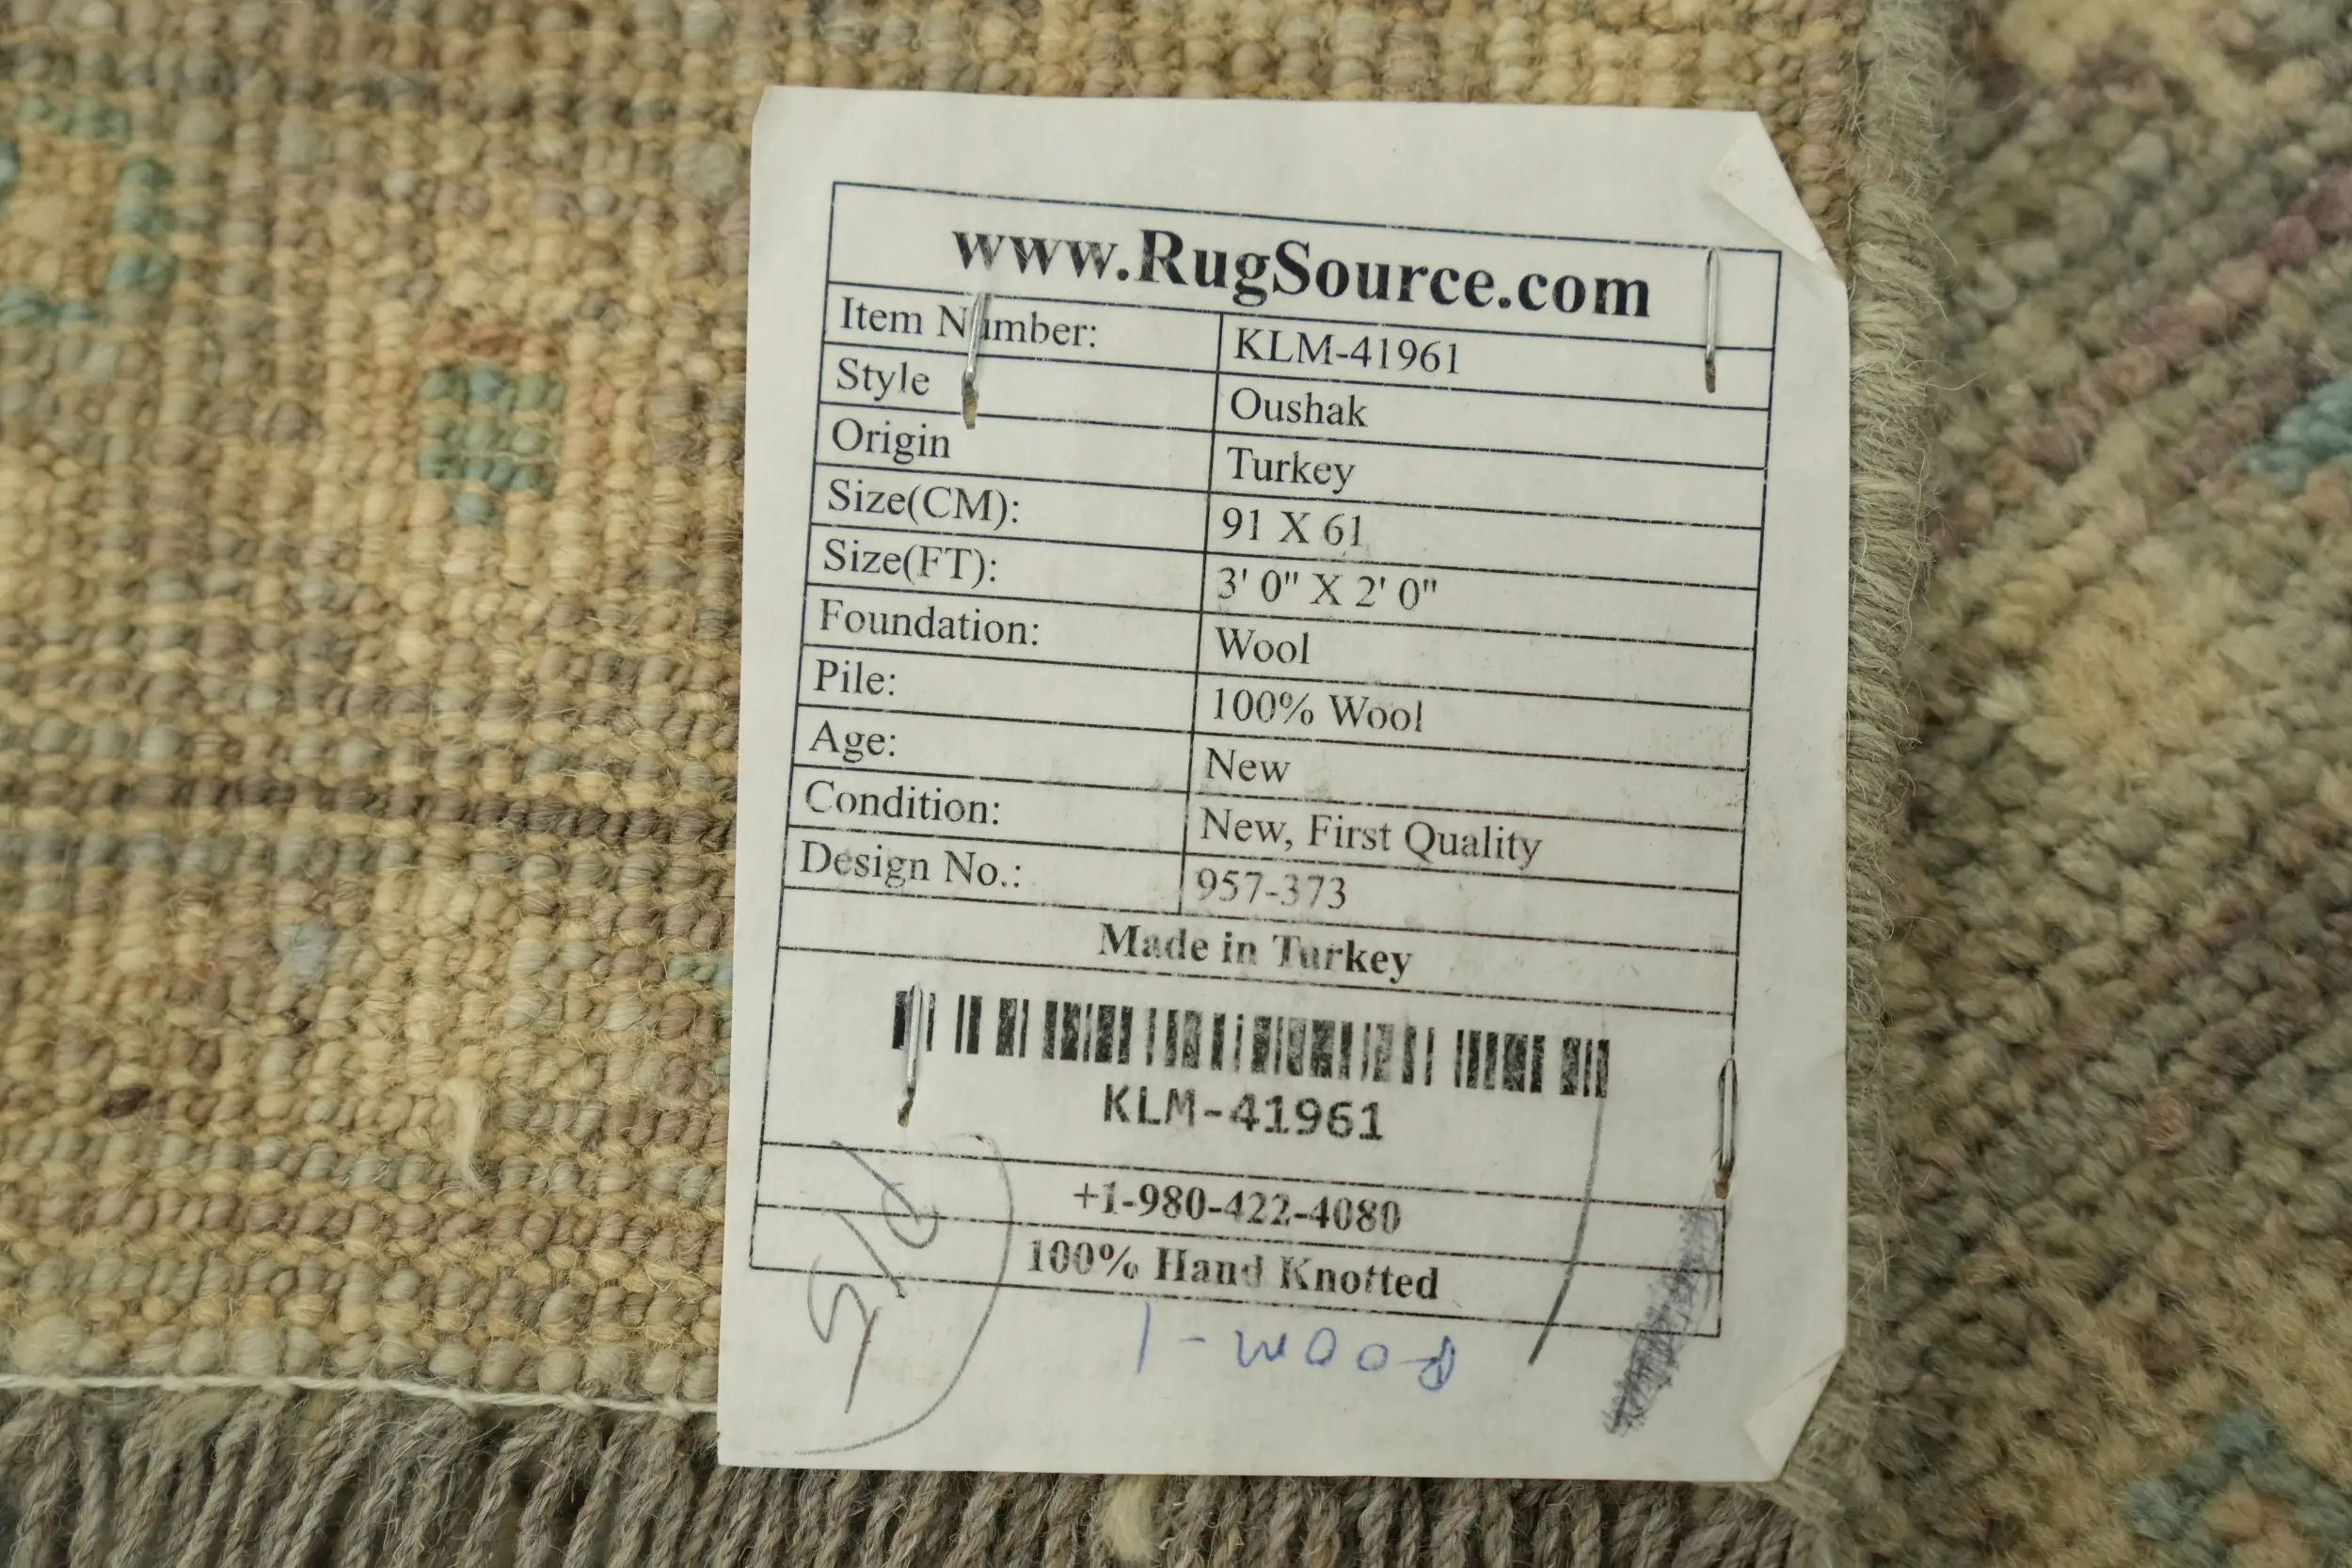 www.RugSource.com
Item Number: KLM-41961
Style Oushak
Origin Turkey
Size(CM): 91 X 61
Size(FT): 3' 0" X 2' 0"
Foundation: Wool
Pile: 100% Wool
Age: New
Condition: New, First Quality
Design No.: 957-373
Made in Turkey
KLM-41961
+1-980-422-4080
100% Hand Knotted
Room-1